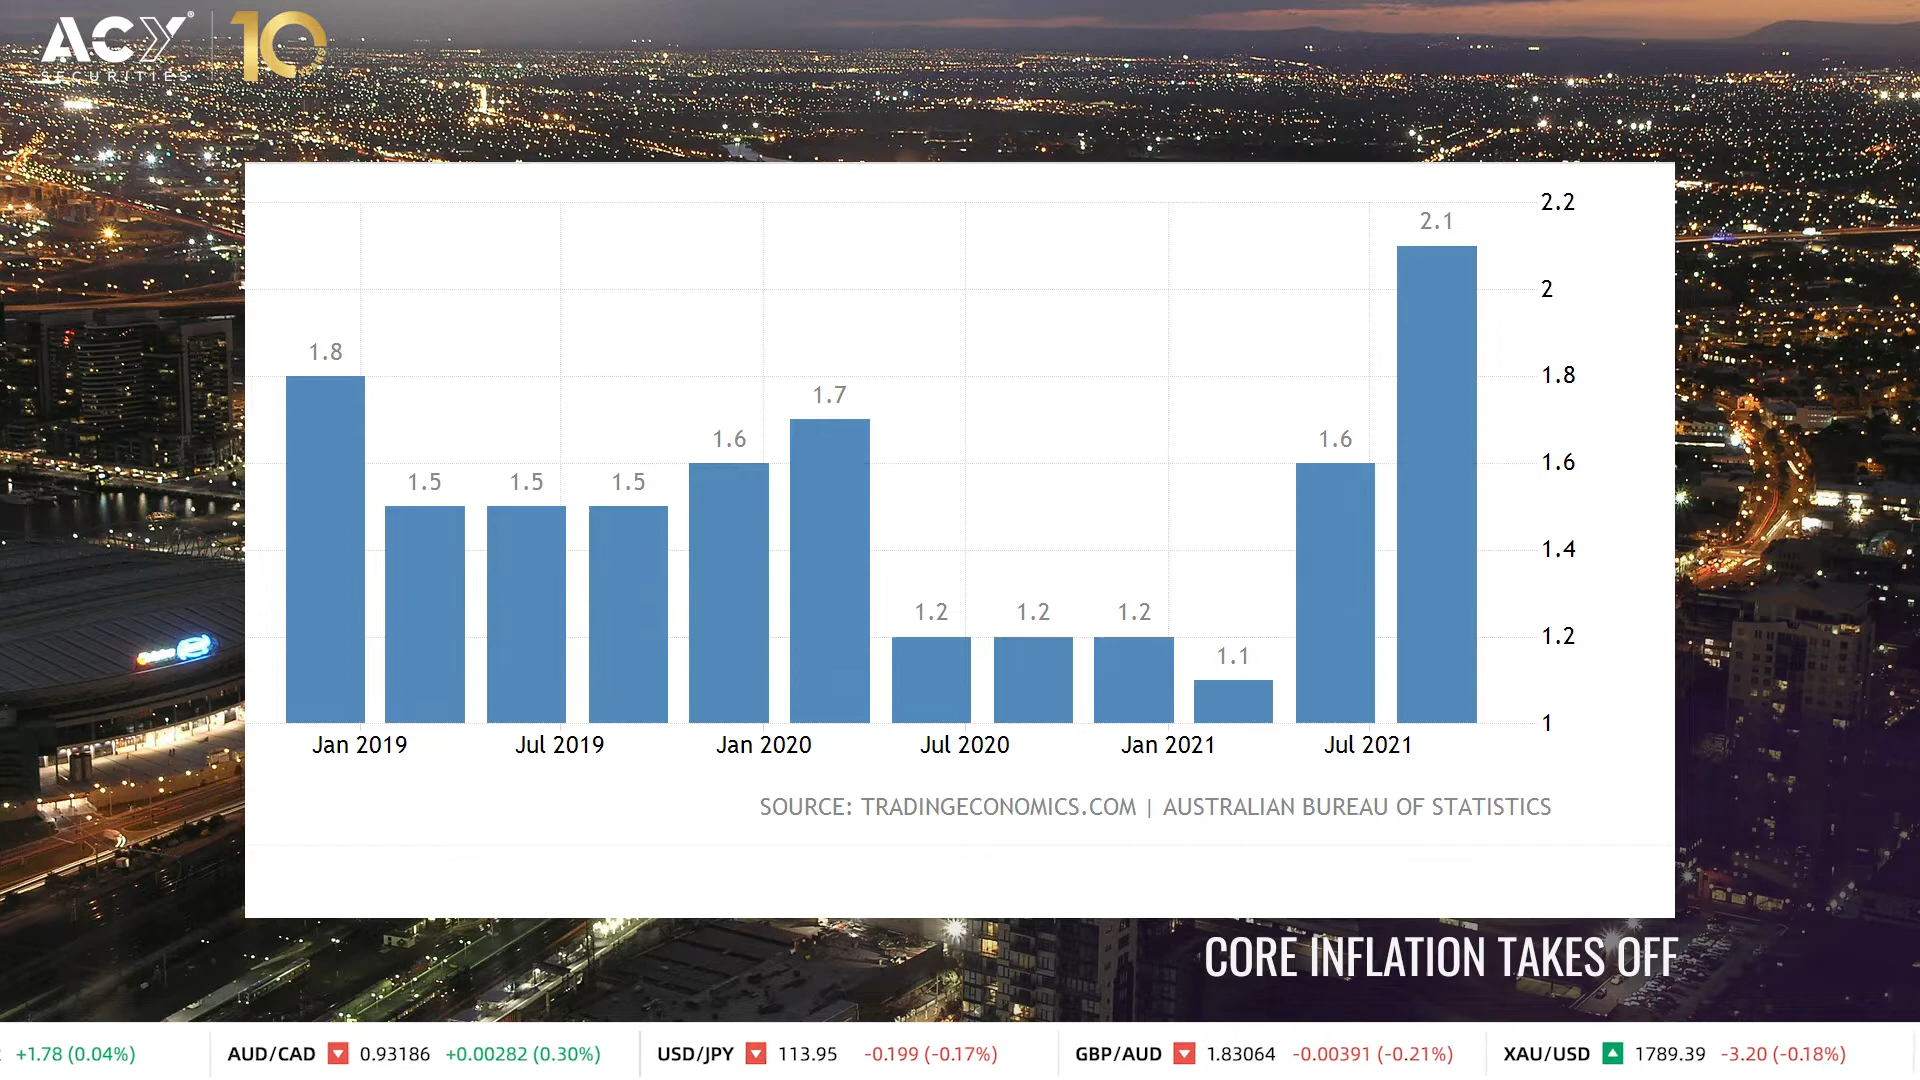 ACY®
SECURITIES
10
2.2
2.1
2
1.8
1.8
1.7
1.6
1.6
1.6
1.5
1.5
1.5
1.4
1.2
1.2
1.2
1.2
1.1
1
Jan 2019
Jul 2019
Jan 2020
Jul 2020
Jan 2021
Jul 2021
SOURCE: TRADINGECONOMICS.COM | AUSTRALIAN BUREAU OF STATISTICS
CORE INFLATION TAKES OFF
+1.78 (0.04%) AUD/CAD 0.93186 +0.00282 (0.30%) USD/JPY 113.95 -0.199 (-0.17%) GBP/AUD 1.83064 -0.00391 (-0.21%) XAU/USD 1789.39 -3.20 (-0.18%)